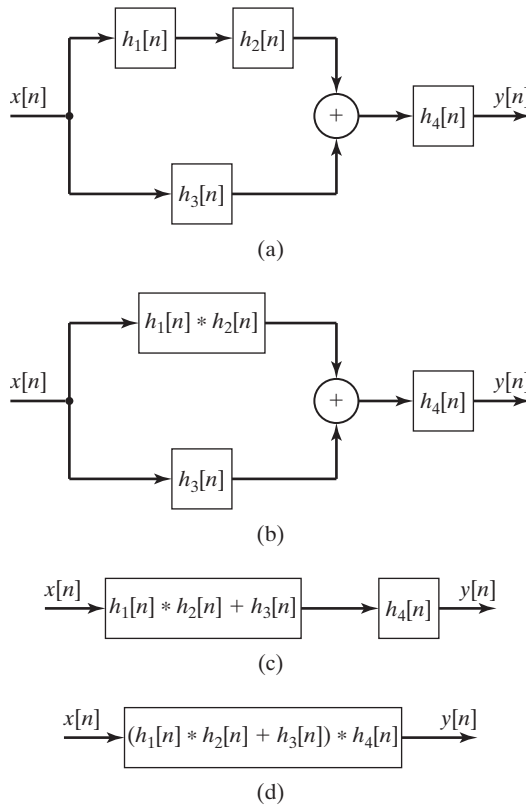 h₁[n] h₂[n]
x[n] + h₄[n] y[n]
h₃[n]
(a)
h₁[n] * h₂[n]
x[n] + h₄[n] y[n]
h₃[n]
(b)
x[n] h₁[n] * h₂[n] + h₃[n] h₄[n] y[n]
(c)
x[n] (h₁[n] * h₂[n] + h₃[n]) * h₄[n] y[n]
(d)